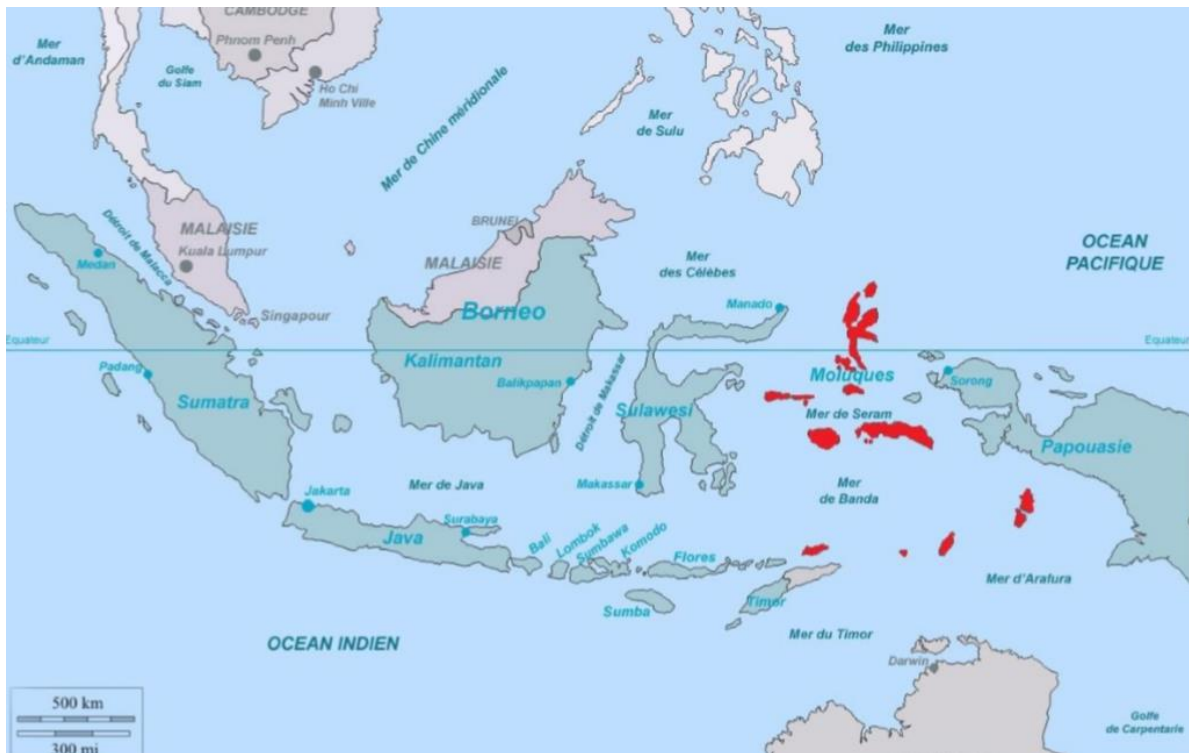 CAMBODGE
Phnom Penh
Ho Chi
Minh Ville
Mer
d'Andaman
Golfe
du Siam
Mer de Chine méridionale
Mer
des Philippines
Mer
de Sulu
Détroit de Malacca
MALAISIE
Kuala Lumpur
Medan
Singapour
BRUNEI
MALAISIE
Borneo
Mer
des Célèbes
Manado
OCEAN
PACIFIQUE
Equateur
Equateur
Padang
Sumatra
Kalimantan
Balikpapan
Détroit de Makassar
Sulawesi
Moluques
Sorong
Mer de Seram
Papouasie
Makassar
Mer
de Banda
Jakarta
Mer de Java
Surabaya
Java
Bali
Lombok
Sumbawa
Komodo
Flores
Sumba
Timor
Mer d'Arafura
Mer du Timor
OCEAN INDIEN
Darwin
Golfe
de Carpentarie
500 km
300 mi